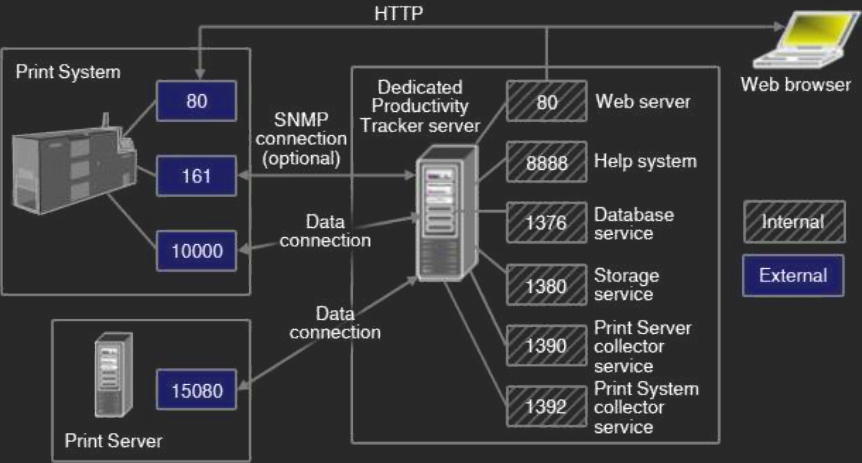 HTTP
Print System
80
161
10000
SNMP
connection
(optional)
Data
connection
Data
connection
15080
Print Server
Dedicated
Productivity
Tracker server
80
Web server
8888
Help system
1376
Database
service
1380
Storage
service
1390
Print Server
collector
service
1392
Print System
collector
service
Web browser
Internal
External